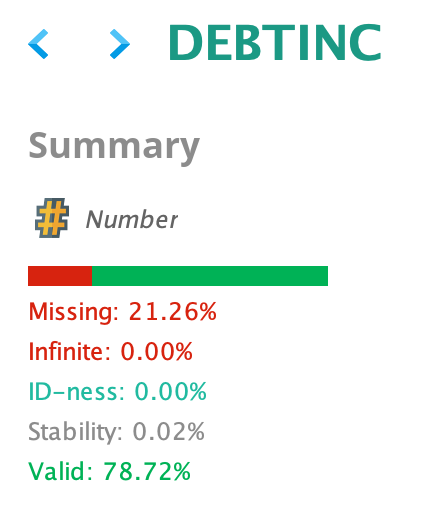 DEBTINC
Summary
# Number
Missing: 21.26%
Infinite: 0.00%
ID-ness: 0.00%
Stability: 0.02%
Valid: 78.72%